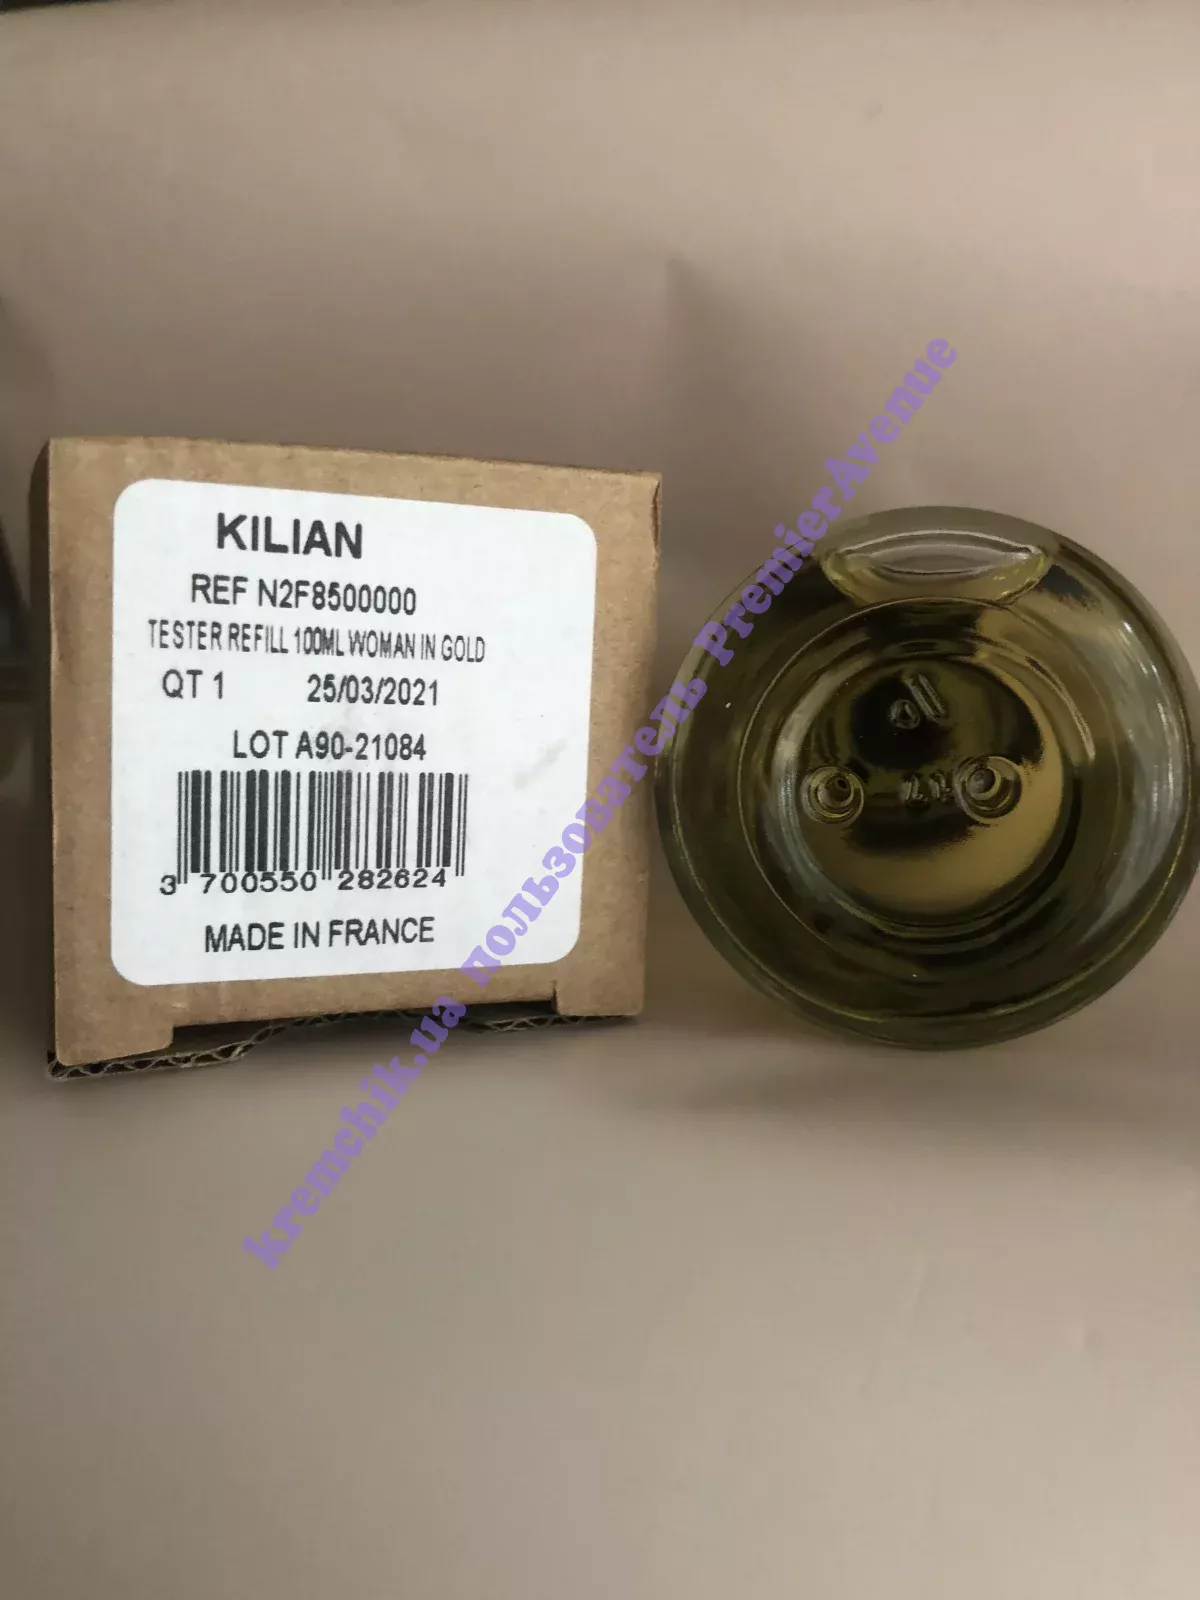 KILIAN
REF N2F8500000
TESTER REFILL 100ML WOMAN IN GOLD
QT 1 25/03/2021
LOT A90-21084
3 700550 282624
MADE IN FRANCE
kremchik.ua пользователь PremierAvenue